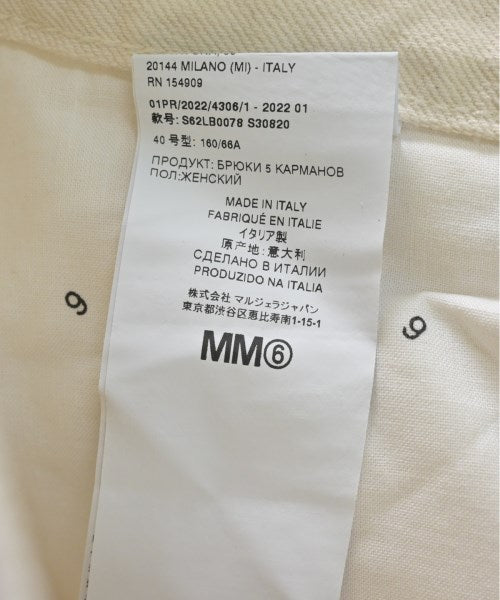 20144 MILANO (MI) - ITALY
RN 154909
01PR/2022/4306/1 - 2022 01
款号: S62LB0078 S30820
40 号型: 160/66A
ПРОДУКТ: БРЮКИ 5 КАРМАНОВ
ПОЛ:ЖЕНСКИЙ
MADE IN ITALY
FABRIQUÉ EN ITALIE
イタリア製
原产地: 意大利
СДЕЛАНО В ИТАЛИИ
PRODUZIDO NA ITALIA
株式会社 マルジェラジャパン
東京都渋谷区恵比寿南1-15-1
MM⑥
6
6